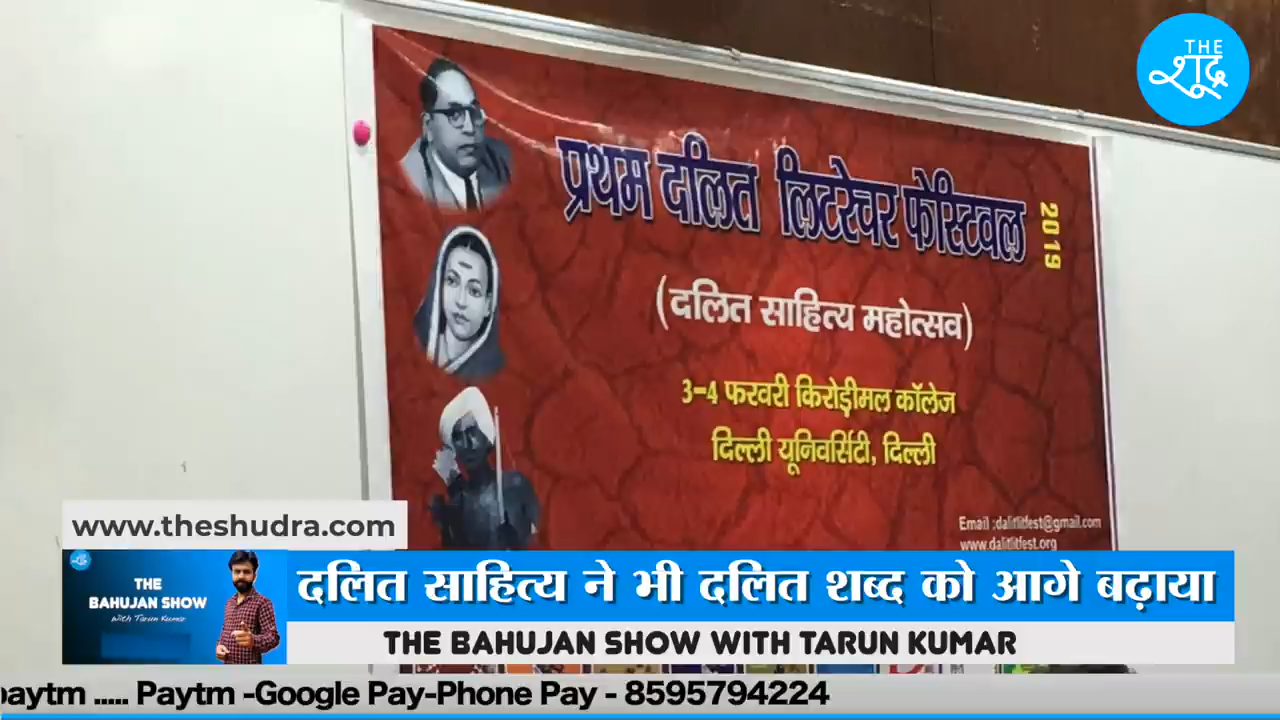 THE
शूद्र
प्रथम दलित लिटरेचर फेस्टिवल
2019
(दलित साहित्य महोत्सव)
3-4 फरवरी किरोड़ीमल कॉलेज
दिल्ली यूनिवर्सिटी, दिल्ली
Email :dalitlitfest@gmail.com
www.dalitlitfest.org
www.theshudra.com
THE
BAHUJAN SHOW
With Tarun Kumar
दलित साहित्य ने भी दलित शब्द को आगे बढ़ाया
THE BAHUJAN SHOW WITH TARUN KUMAR
paytm ..... Paytm -Google Pay-Phone Pay - 8595794224